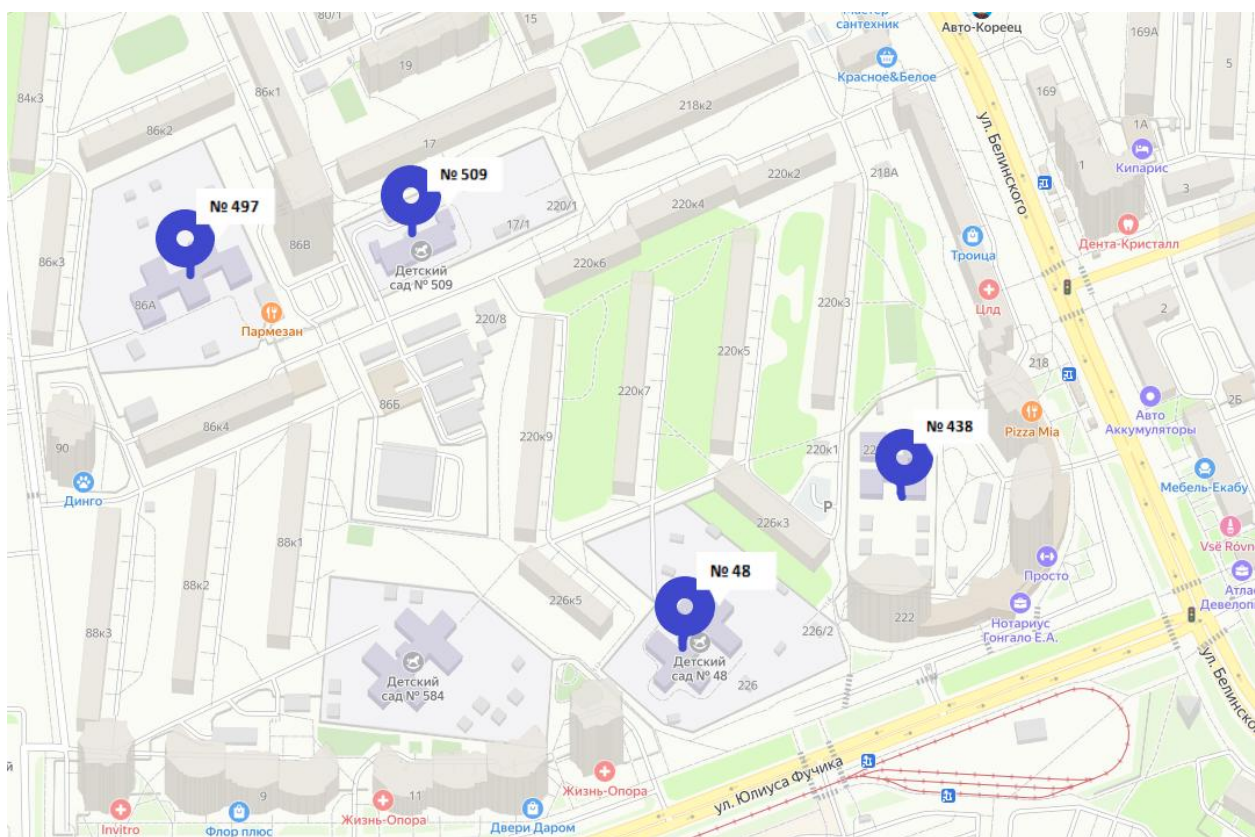 80/1
15
Мастер
сантехник
Авто-Кореец
169А
5
84к3
86к1
19
Красное&Белое
169
218к2
1А
86к2
17
Кипарис
1
3
№ 509
218А
ул. Белинского
220к2
№ 497
220/1
220к4
17/1
86В
Дента-Кристалл
86к3
Детский
сад № 509
220к6
Троица
86А
220к3
Цлд
Пармезан
220/8
2
220к5
218
220к7
2Б
86Б
Авто
Аккумуляторы
Pizza Mia
№ 438
86к4
220к9
90
220к1
22
Динго
Мебель-Екабу
P
226к3
88к1
Vsё Rovn
№ 48
Просто
88к2
226к5
Атлас
Девелоп
Нотариус
Гонгало Е.А.
222
88к3
226/2
Детский
сад № 48
Детский
сад № 584
226
ул. Белинского
й
ул. Юлиуса Фучика
Жизнь-Опора
9
11
Invitro
Флор плюс
Жизнь-Опора
Двери Даром